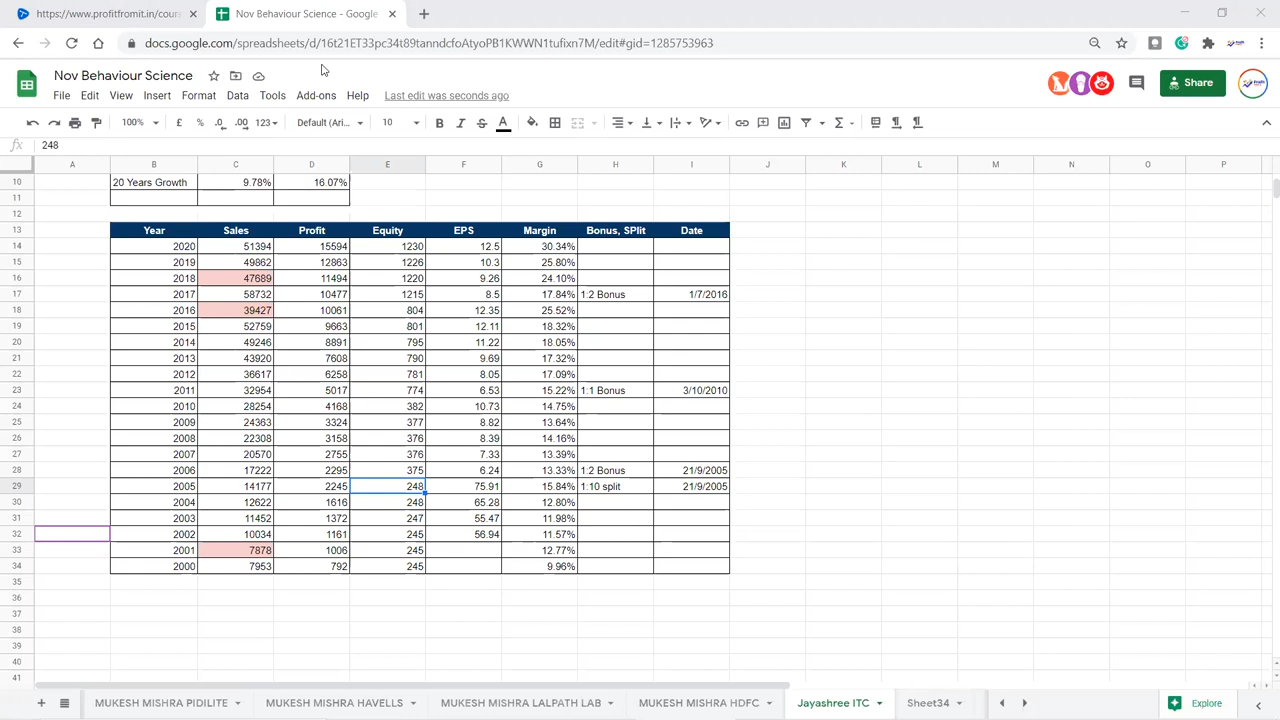 https://www.profitfromit.in/cour
Nov Behaviour Science - Google
docs.google.com/spreadsheets/d/16t21ET33pc34t89tanndcfoAtyoPB1KWWN1tufixn7M/edit#gid=1285753963
Nov Behaviour Science
File Edit View Insert Format Data Tools Add-ons Help Last edit was seconds ago
Share
100% £ % .0 .00 123 Default (Ari... 10 B I S A
fx 248
A B C D E F G H I J K L M N O P
10 20 Years Growth 9.78% 16.07%
11
12
13 Year Sales Profit Equity EPS Margin Bonus, SPlit Date
14 2020 51394 15594 1230 12.5 30.34%
15 2019 49862 12863 1226 10.3 25.80%
16 2018 47689 11494 1220 9.26 24.10%
17 2017 58732 10477 1215 8.5 17.84% 1:2 Bonus 1/7/2016
18 2016 39427 10061 804 12.35 25.52%
19 2015 52759 9663 801 12.11 18.32%
20 2014 49246 8891 795 11.22 18.05%
21 2013 43920 7608 790 9.69 17.32%
22 2012 36617 6258 781 8.05 17.09%
23 2011 32954 5017 774 6.53 15.22% 1:1 Bonus 3/10/2010
24 2010 28254 4168 382 10.73 14.75%
25 2009 24363 3324 377 8.82 13.64%
26 2008 22308 3158 376 8.39 14.16%
27 2007 20570 2755 376 7.33 13.39%
28 2006 17222 2295 375 6.24 13.33% 1:2 Bonus 21/9/2005
29 2005 14177 2245 248 75.91 15.84% 1:10 split 21/9/2005
30 2004 12622 1616 248 65.28 12.80%
31 2003 11452 1372 247 55.47 11.98%
32 2002 10034 1161 245 56.94 11.57%
33 2001 7878 1006 245 12.77%
34 2000 7953 792 245 9.96%
35
36
37
38
39
40
41
MUKESH MISHRA PIDILITE MUKESH MISHRA HAVELLS MUKESH MISHRA LALPATH LAB MUKESH MISHRA HDFC Jayashree ITC Sheet34 Explore